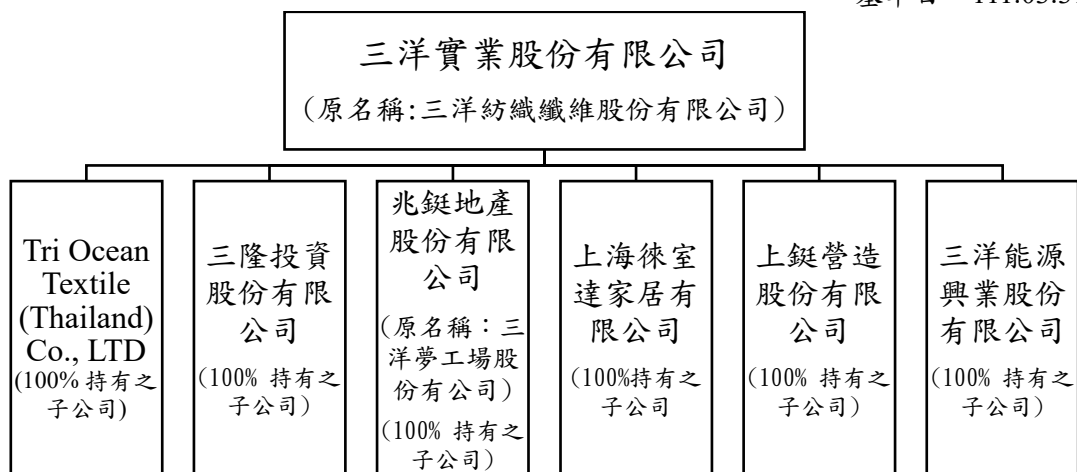 三洋實業股份有限公司
(原名稱:三洋紡織纖維股份有限公司)
Tri Ocean
Textile
(Thailand)
Co., LTD
(100% 持有之
子公司)
三隆投資
股份有限
公司
(100% 持有之
子公司)
兆鋌地產
股份有限
公司
(原名稱：三
洋夢工場股
份有公司)
(100% 持有之
子公司)
上海徠室
達家居有
限公司
(100%持有之
子公司
上鋌營造
股份有限
公司
(100% 持有之
子公司)
三洋能源
興業股份
有限公司
(100% 持有之
子公司)